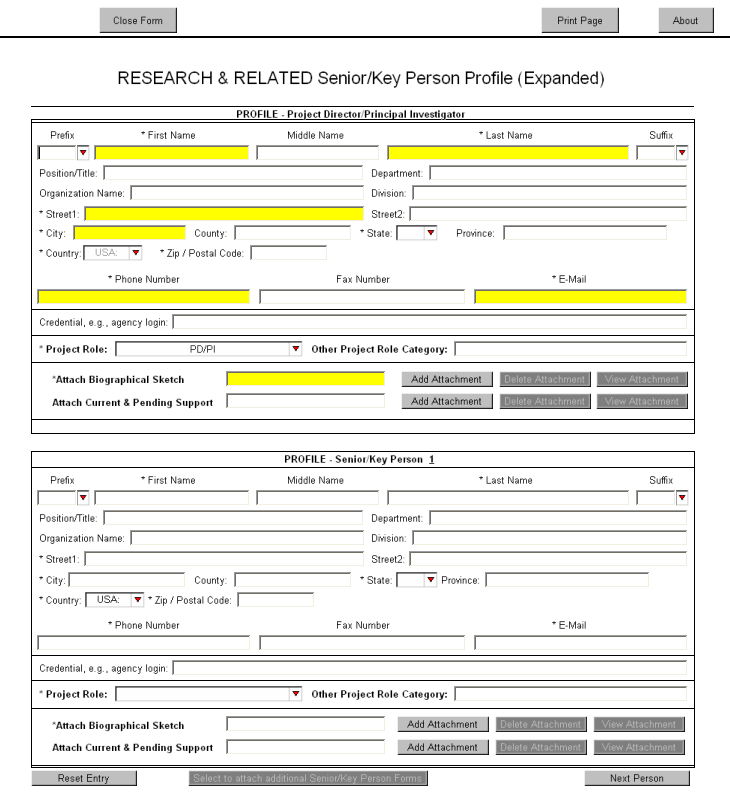 Close Form Print Page About
RESEARCH & RELATED Senior/Key Person Profile (Expanded)
PROFILE - Project Director/Principal Investigator
Prefix * First Name Middle Name * Last Name Suffix
Position/Title: Department:
Organization Name: Division:
* Street1: Street2:
* City: County: * State: Province:
* Country: USA: * Zip / Postal Code:
* Phone Number Fax Number * E-Mail
Credential, e.g., agency login:
* Project Role: PD/PI Other Project Role Category:
*Attach Biographical Sketch Add Attachment Delete Attachment View Attachment
Attach Current & Pending Support Add Attachment Delete Attachment View Attachment
PROFILE - Senior/Key Person 1
Prefix * First Name Middle Name * Last Name Suffix
Position/Title: Department:
Organization Name: Division:
* Street1: Street2:
* City: County: * State: Province:
* Country: USA: * Zip / Postal Code:
* Phone Number Fax Number * E-Mail
Credential, e.g., agency login:
* Project Role: Other Project Role Category:
*Attach Biographical Sketch Add Attachment Delete Attachment View Attachment
Attach Current & Pending Support Add Attachment Delete Attachment View Attachment
Reset Entry Select to attach additional Senior/Key Person Forms Next Person